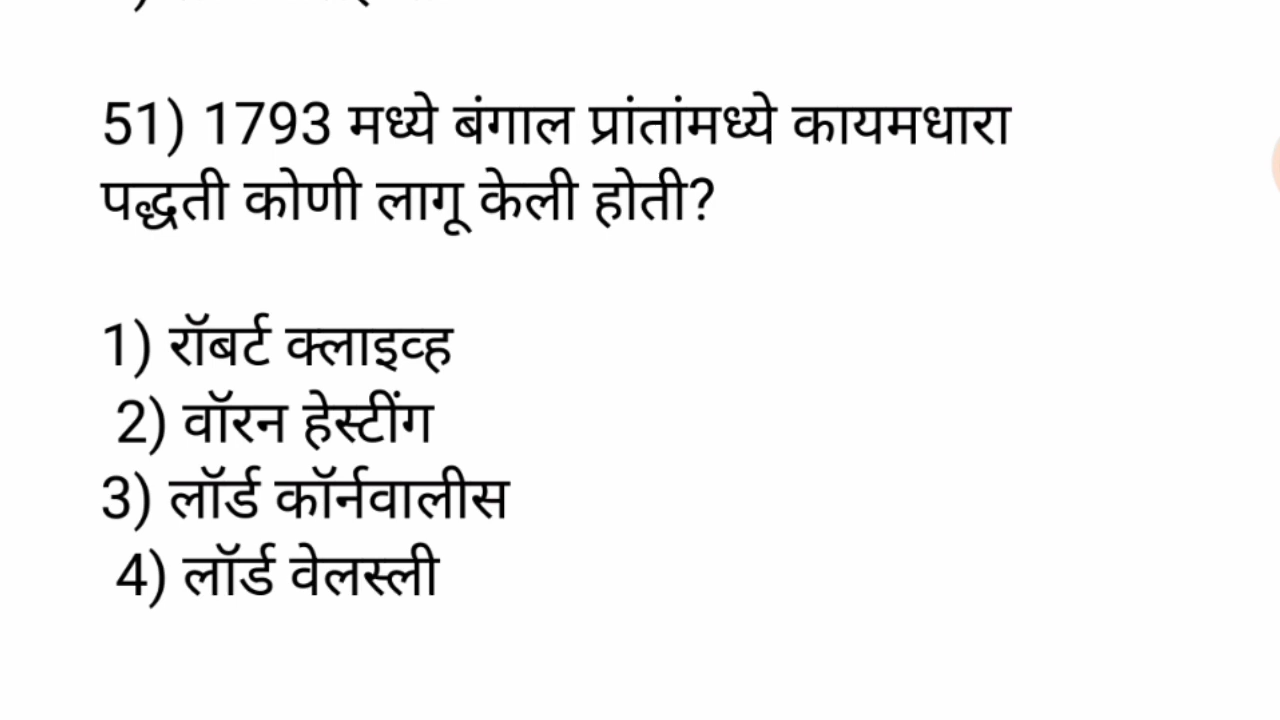 51) 1793 मध्ये बंगाल प्रांतांमध्ये कायमधारा
पद्धती कोणी लागू केली होती?
1) रॉबर्ट क्लाइव्ह
2) वॉरन हेस्टींग
3) लॉर्ड कॉर्नवालीस
4) लॉर्ड वेलस्ली